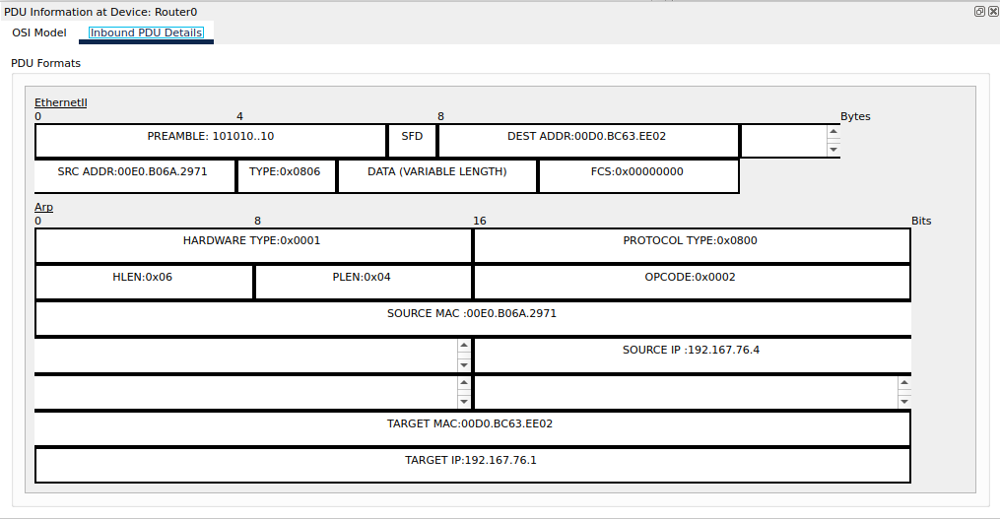 PDU Information at Device: Router0
OSI Model Inbound PDU Details
PDU Formats
EthernetII
0 4 8 Bytes
PREAMBLE: 101010..10 SFD DEST ADDR:00D0.BC63.EE02
SRC ADDR:00E0.B06A.2971 TYPE:0x0806 DATA (VARIABLE LENGTH) FCS:0x00000000
Arp
0 8 16 Bits
HARDWARE TYPE:0x0001 PROTOCOL TYPE:0x0800
HLEN:0x06 PLEN:0x04 OPCODE:0x0002
SOURCE MAC :00E0.B06A.2971
SOURCE IP :192.167.76.4
TARGET MAC:00D0.BC63.EE02
TARGET IP:192.167.76.1